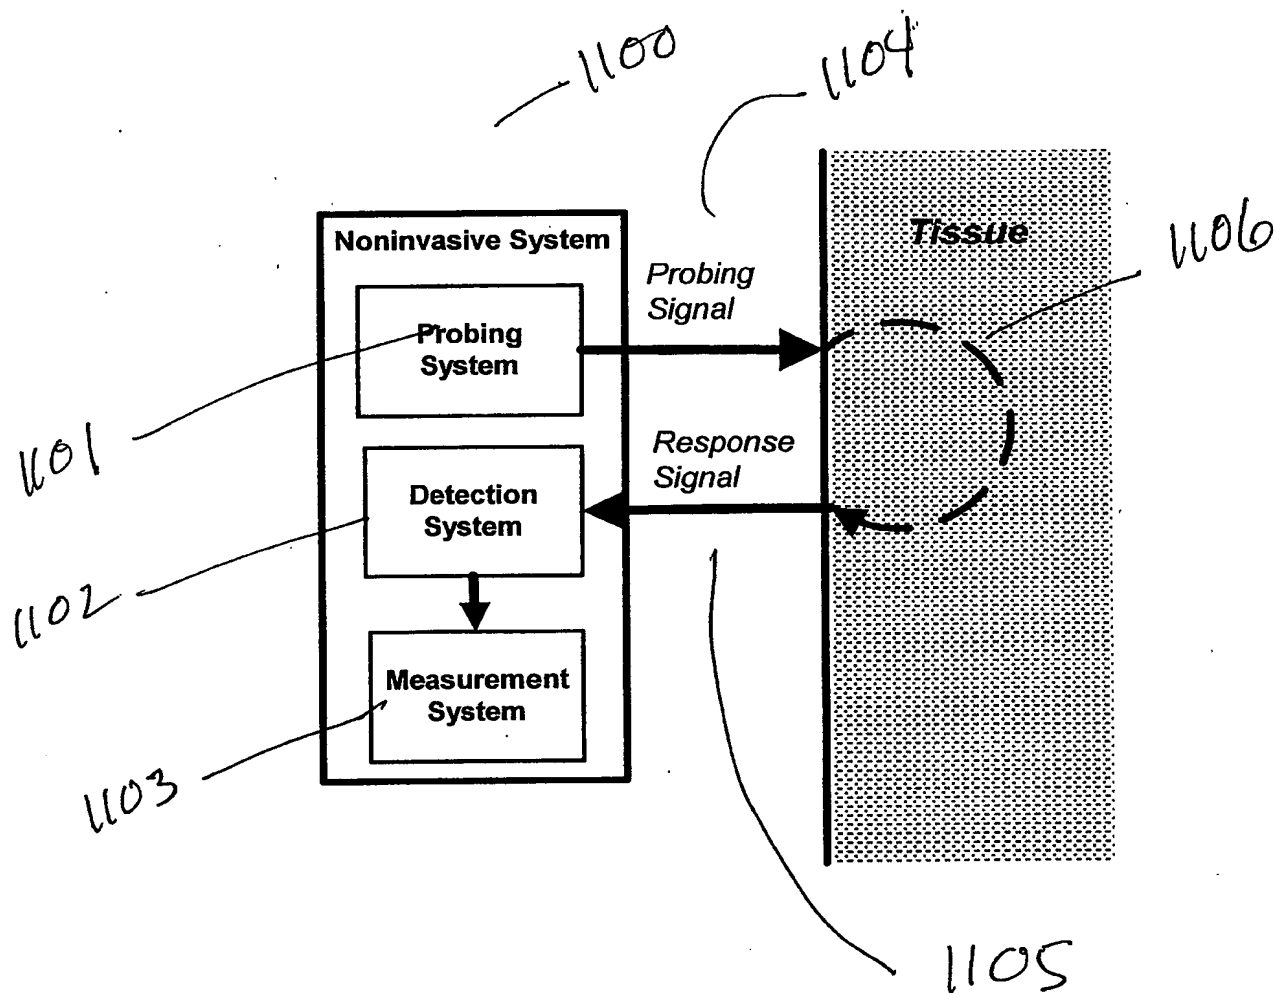 1100
1104
Noninvasive System
Tissue
1106
Probing
Signal
Probing
System
1101
Response
Signal
Detection
System
1102
Measurement
System
1103
1105